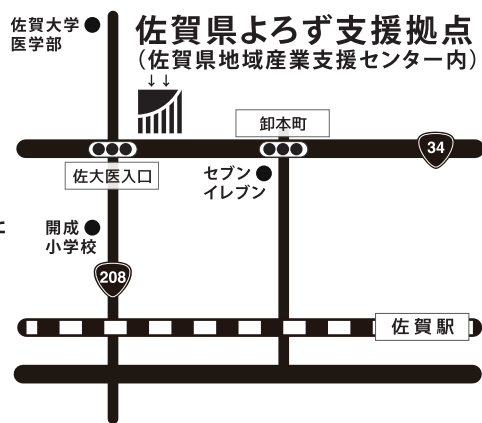 佐賀県よろず支援拠点
（佐賀県地域産業支援センター内）
佐賀大学
医学部
↓↓
卸本町
34
佐大医入口
セブン
イレブン
開成
小学校
208
佐賀駅